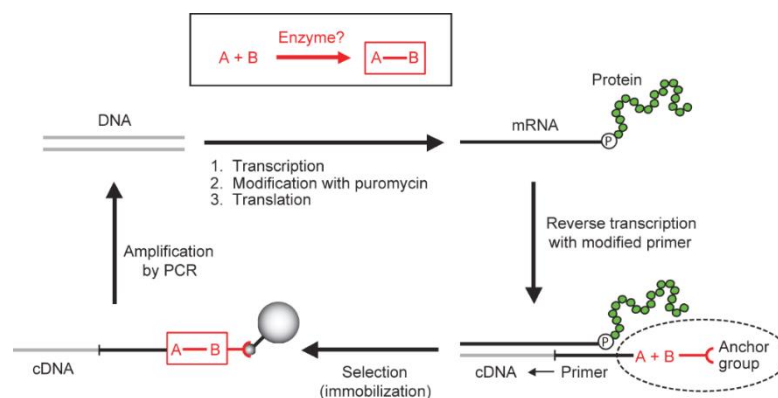 Enzyme?
A + B
A — B
Protein
DNA
mRNA
P
1. Transcription
2. Modification with puromycin
3. Translation
Reverse transcription
with modified primer
Amplification
by PCR
P
A — B
A + B
Anchor
group
cDNA
Selection
(immobilization)
cDNA ← Primer